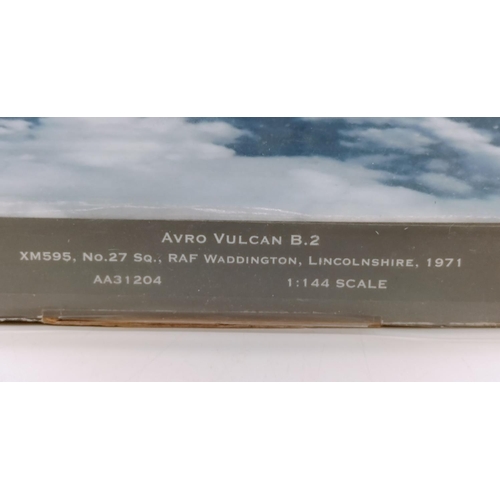 Avro Vulcan B.2
XM595, No.27 Sq., RAF Waddington, Lincolnshire, 1971
AA31204 1:144 SCALE